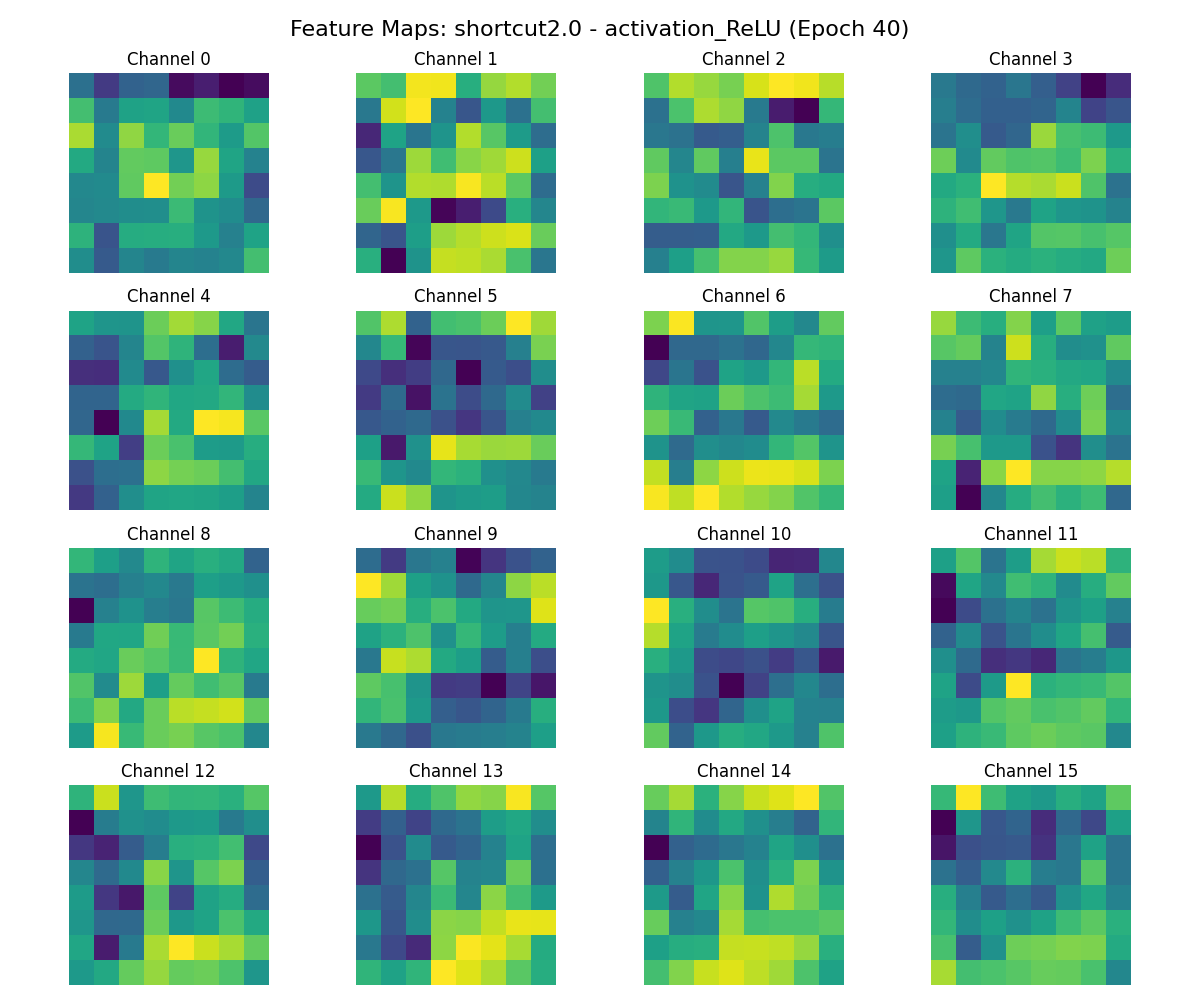 Feature Maps: shortcut2.0 - activation_ReLU (Epoch 40)
Channel 0
Channel 1
Channel 2
Channel 3
Channel 4
Channel 5
Channel 6
Channel 7
Channel 8
Channel 9
Channel 10
Channel 11
Channel 12
Channel 13
Channel 14
Channel 15